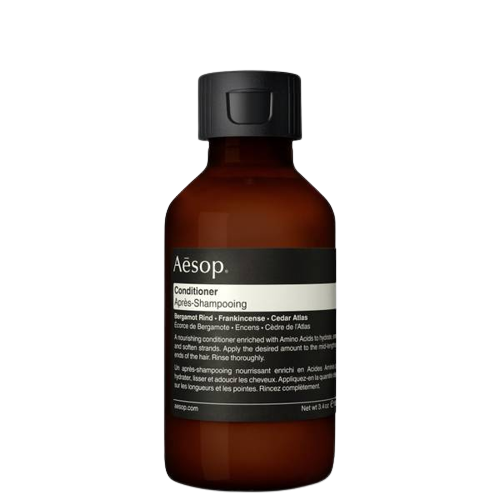 Aēsop.
Conditioner
Après-Shampooing
Bergamot Rind • Frankincense • Cedar Atlas
Écorce de Bergamote • Encens • Cèdre de l'Atlas
A nourishing conditioner enriched with Amino Acids to hydrate,
and soften strands. Apply the desired amount to the
ends of the hair. Rinse thoroughly.
Un après-shampooing nourrissant enrichi en Acides
hydrater, lisser et adoucir les cheveux. Appliquez-en la
sur les longueurs et les pointes. Rincez complètement.
aesop.com
Net wt 3.4 oz